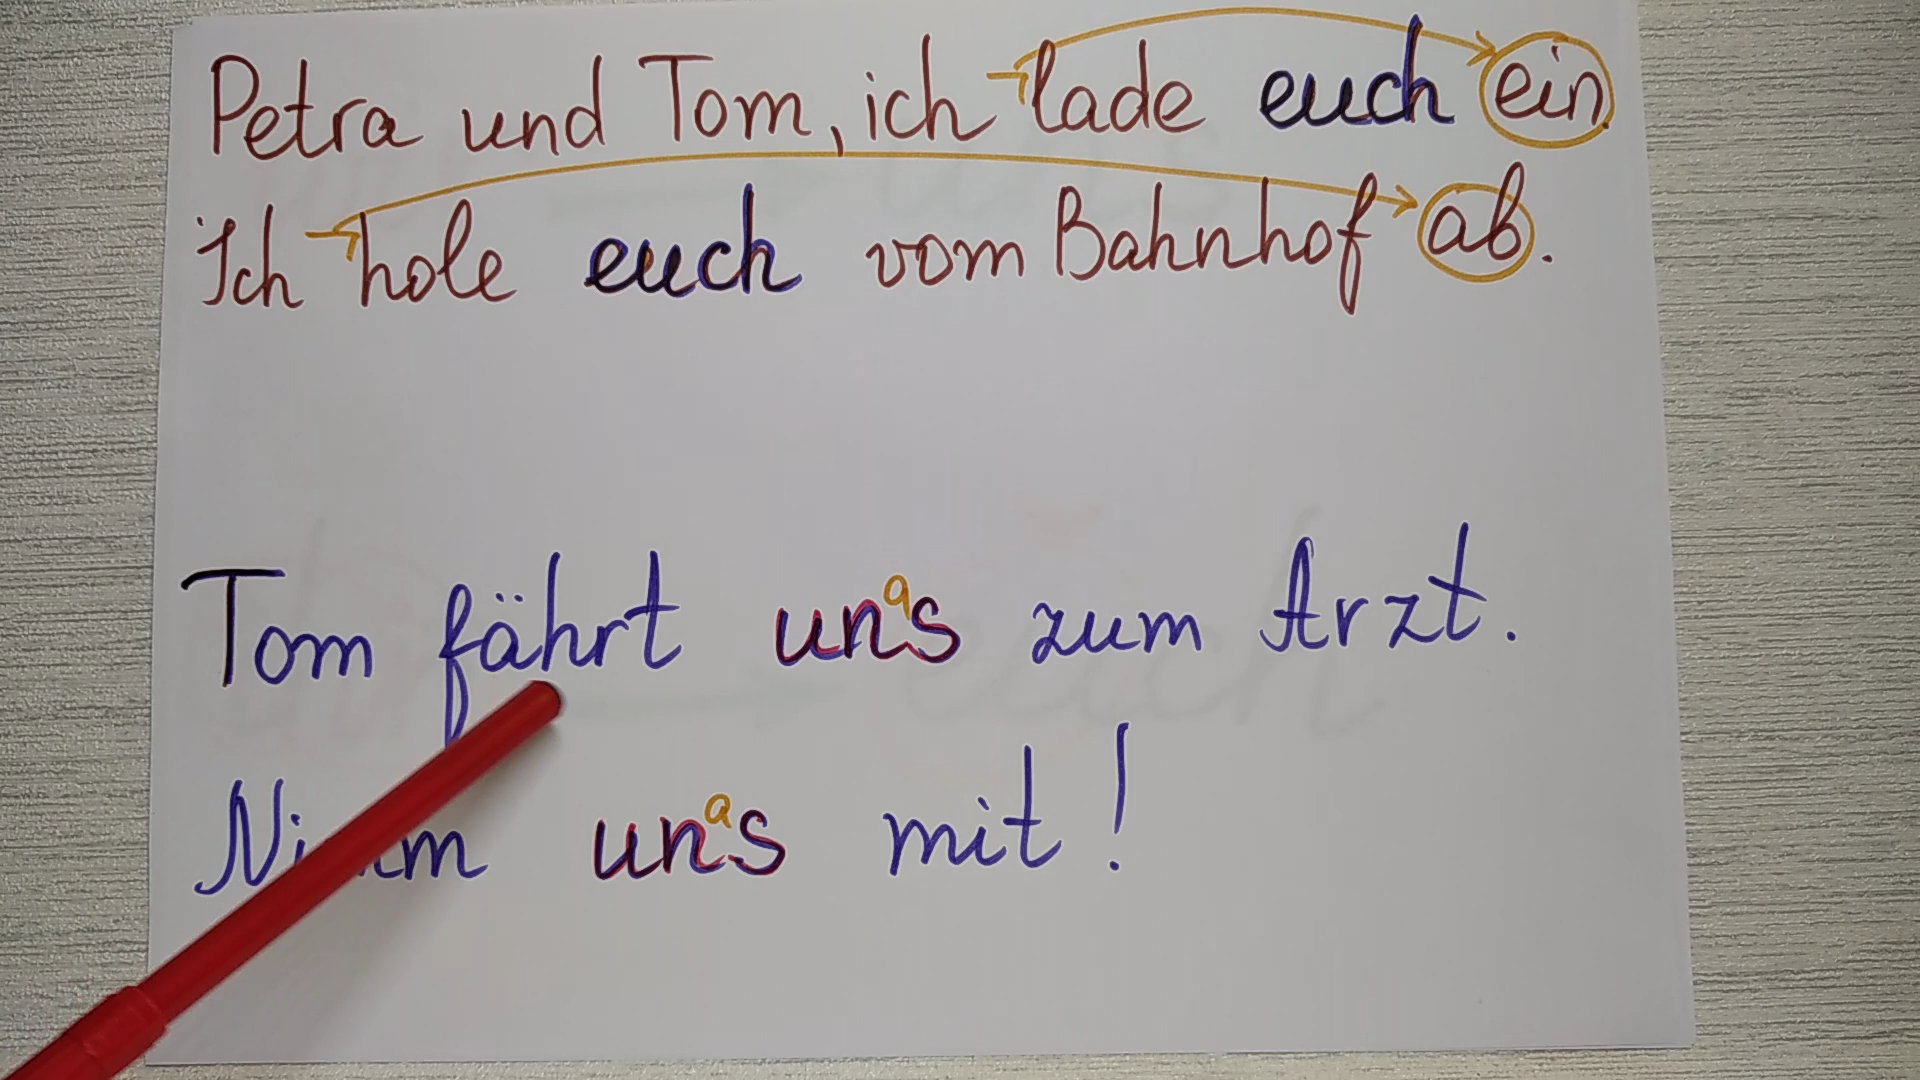 Petra und Tom, ich lade euch ein.
Ich hole euch vom Bahnhof ab.
Tom fährt uns zum Arzt.
uns mit!